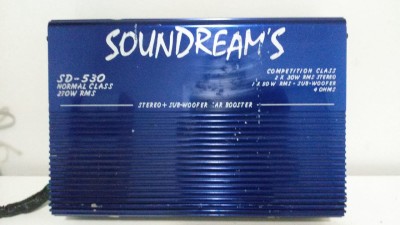 SOUNDREAM'S
SD-530
NORMAL CLASS
250W RMS
COMPETITION CLASS
2 X 30W RMS STEREO
1 X 80 W RMS - SUB-WOOFER
4 OHMS
STEREO + SUB-WOOFER CAR BOOSTER